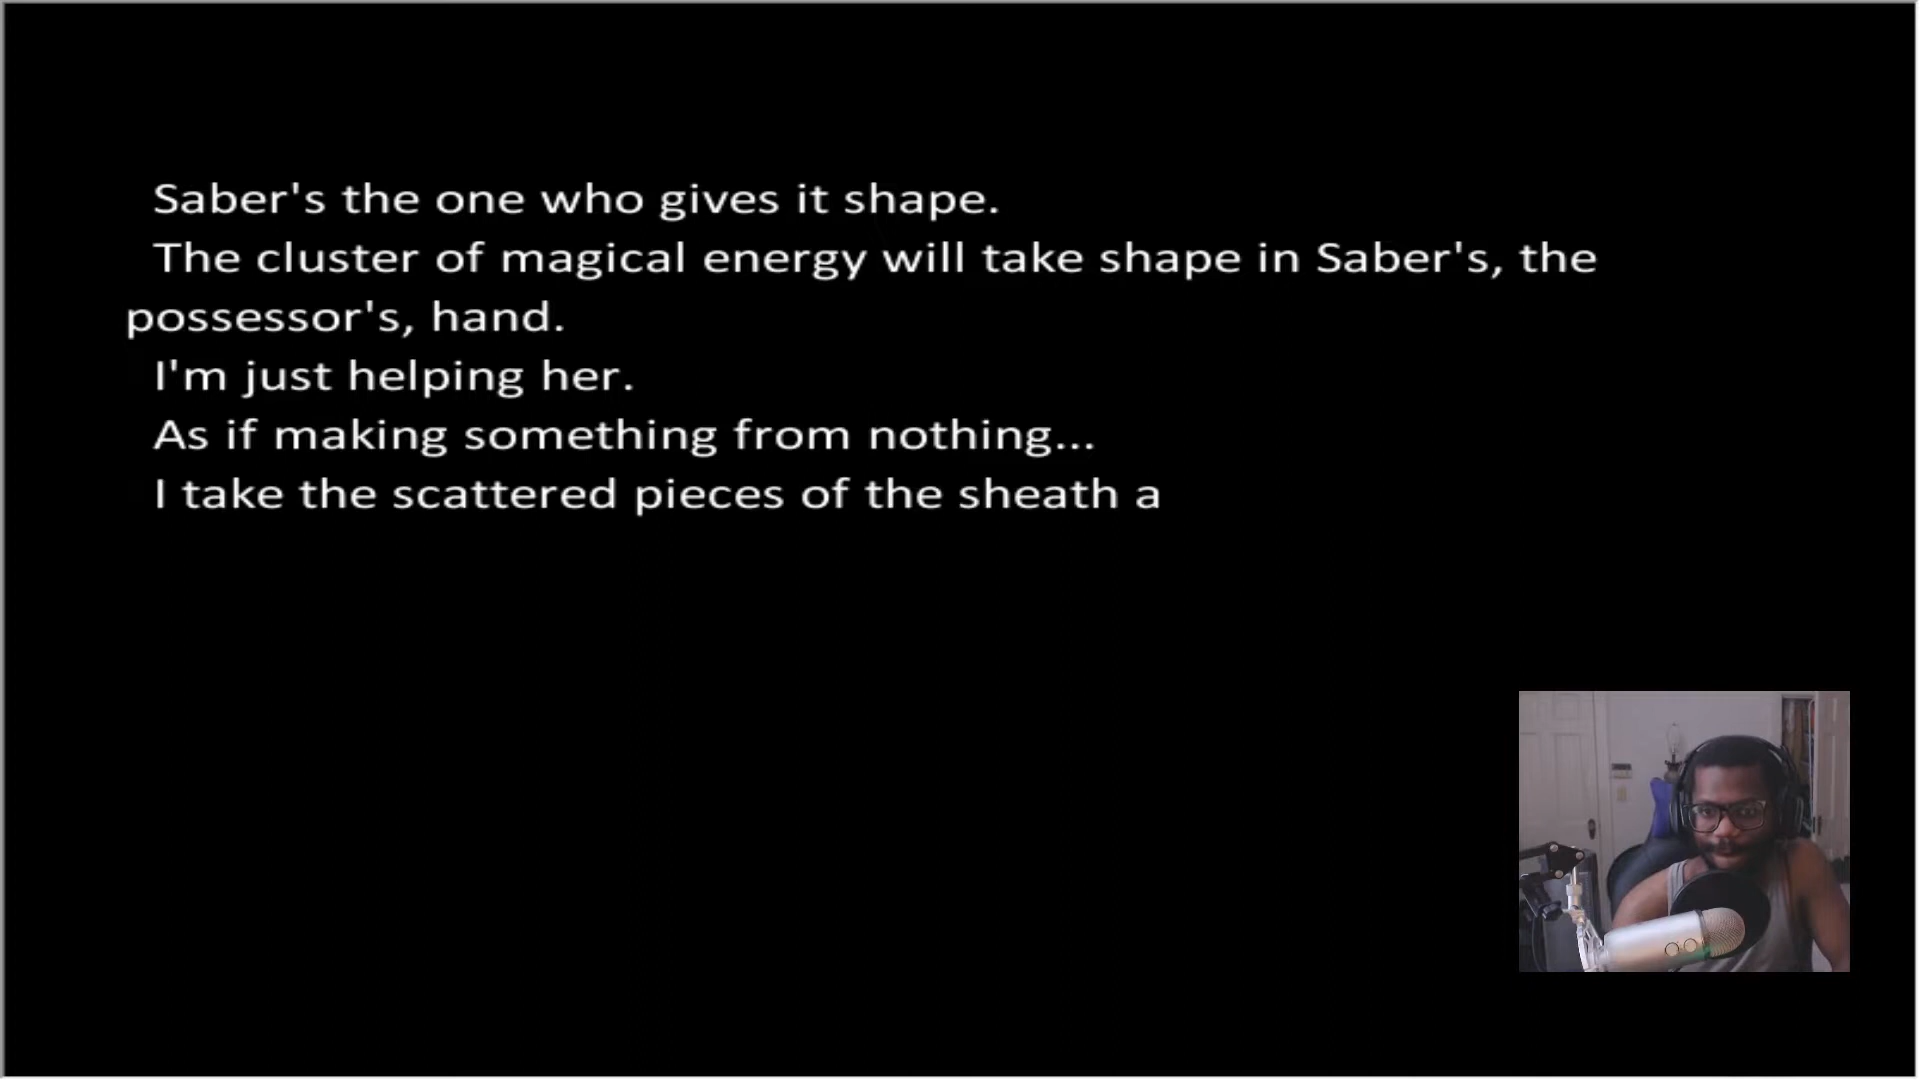 Saber's the one who gives it shape.
The cluster of magical energy will take shape in Saber's, the
possessor's, hand.
I'm just helping her.
As if making something from nothing...
I take the scattered pieces of the sheath a